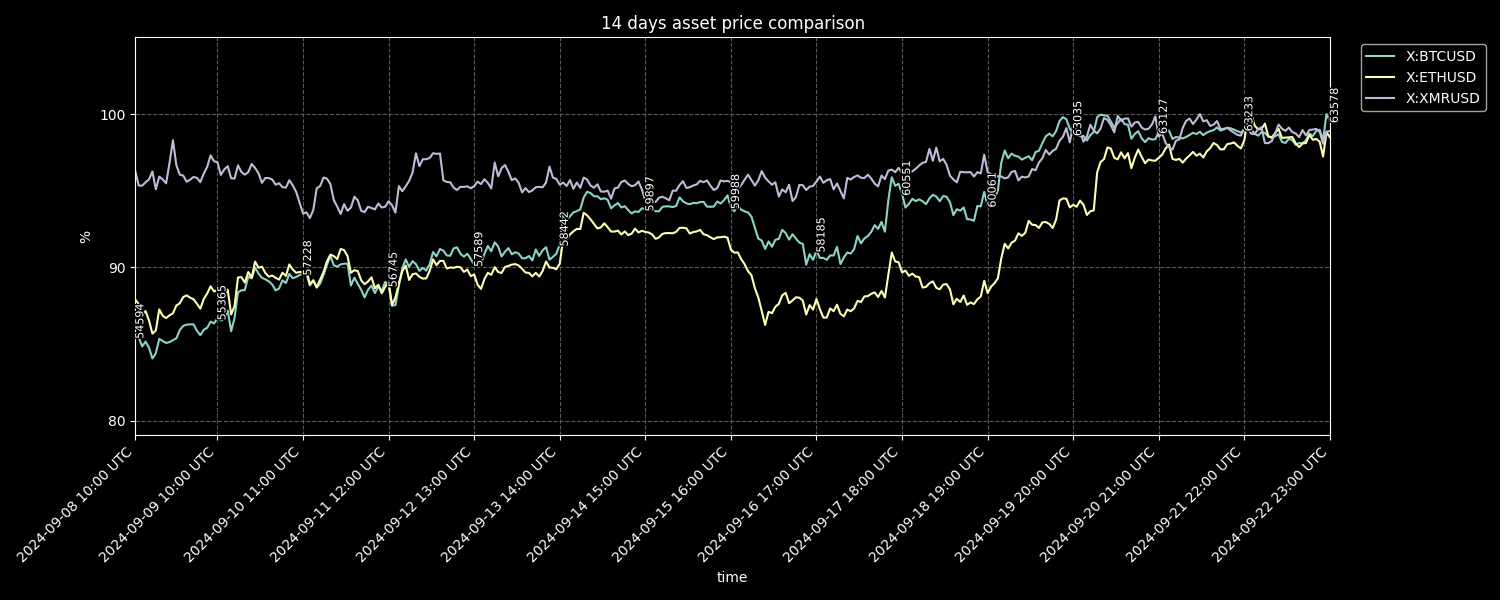 14 days asset price comparison
X:BTCUSD
X:ETHUSD
X:XMRUSD
%
100
90
80
54594
55365
57228
56745
57589
58442
59897
59988
58185
60551
60061
63035
63127
63233
63578
2024-09-08 10:00 UTC
2024-09-09 10:00 UTC
2024-09-10 11:00 UTC
2024-09-11 12:00 UTC
2024-09-12 13:00 UTC
2024-09-13 14:00 UTC
2024-09-14 15:00 UTC
2024-09-15 16:00 UTC
2024-09-16 17:00 UTC
2024-09-17 18:00 UTC
2024-09-18 19:00 UTC
2024-09-19 20:00 UTC
2024-09-20 21:00 UTC
2024-09-21 22:00 UTC
2024-09-22 23:00 UTC
time